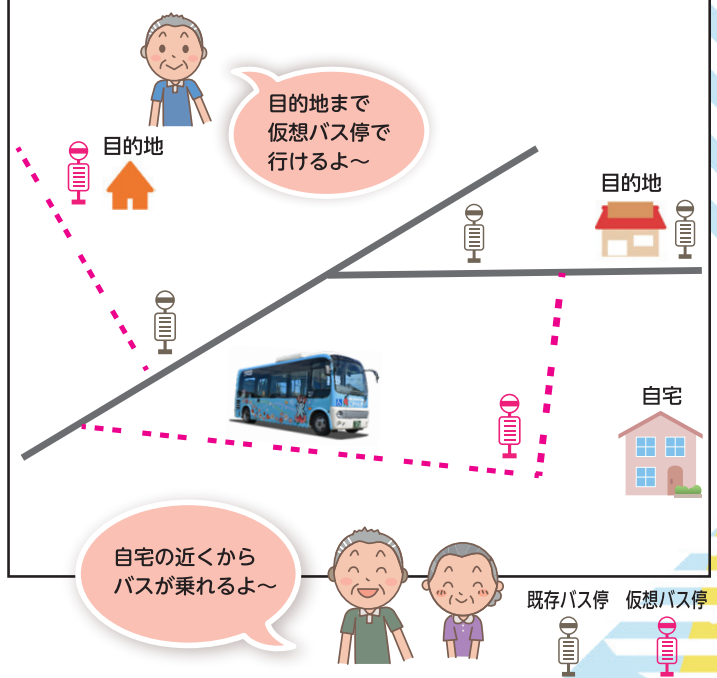 目的地まで
仮想バス停で
行けるよ〜
目的地
目的地
自宅
自宅の近くから
バスが乗れるよ〜
既存バス停
仮想バス停